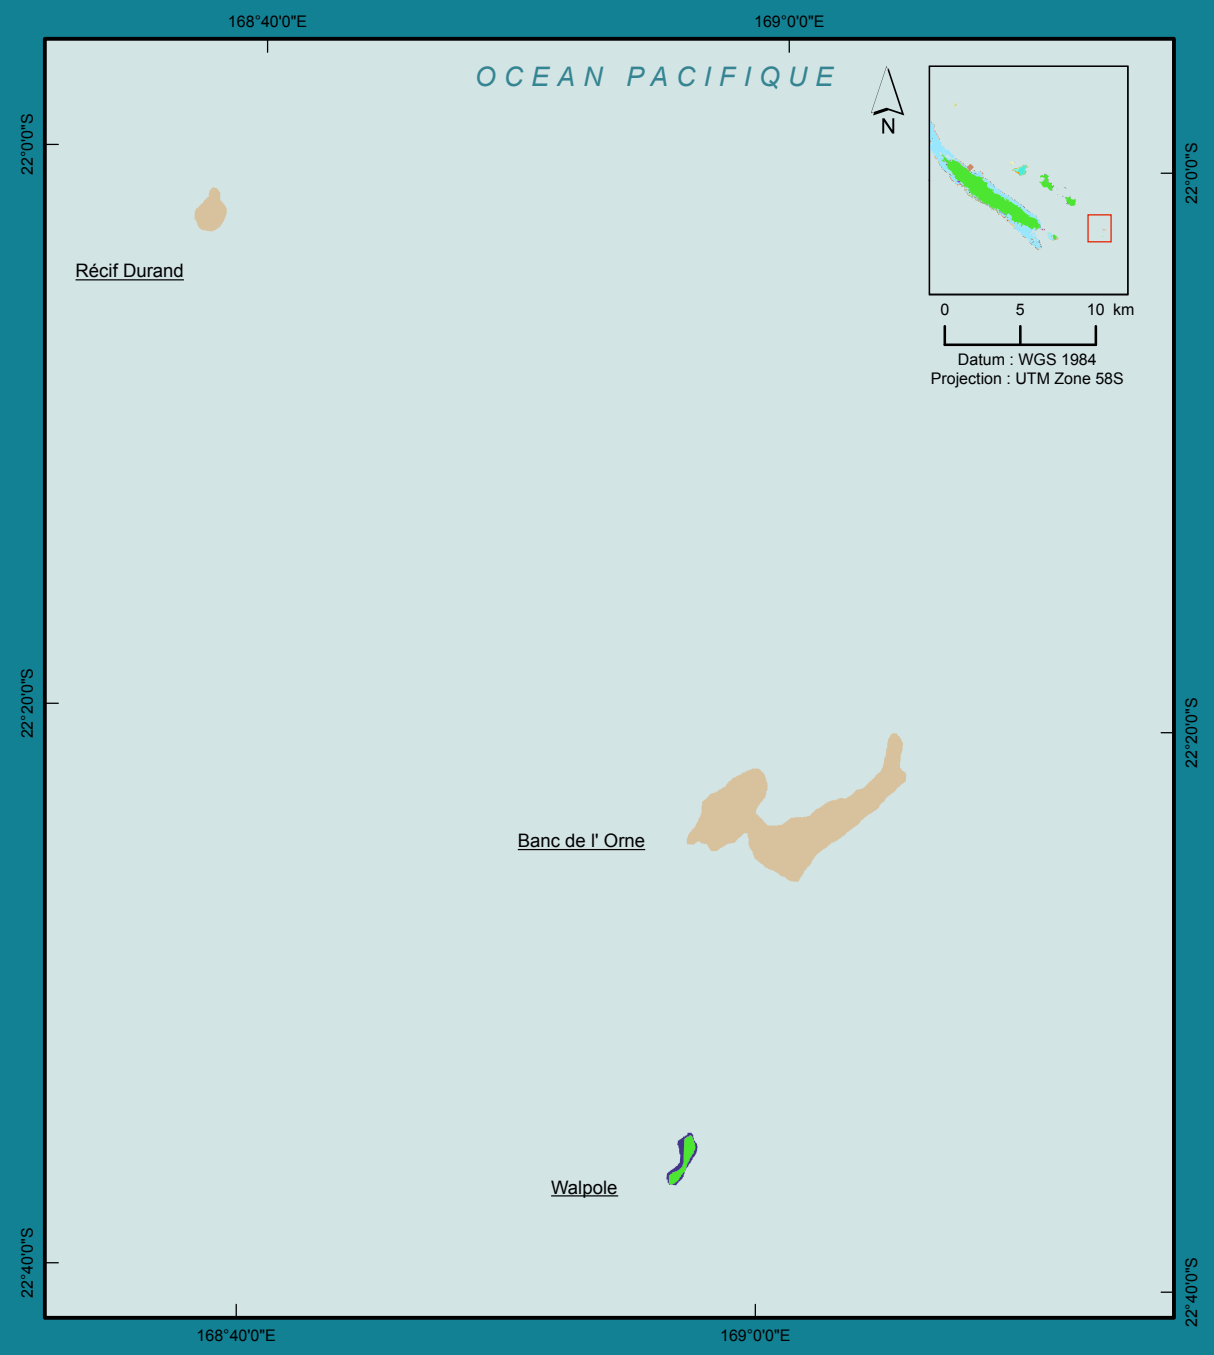 168°40'0"E
169°0'0"E
OCEAN PACIFIQUE
N
22°0'0"S
22°0'0"S
Récif Durand
0 5 10 km
Datum : WGS 1984
Projection : UTM Zone 58S
22°20'0"S
22°20'0"S
Banc de l' Orne
Walpole
22°40'0"S
22°40'0"S
168°40'0"E
169°0'0"E